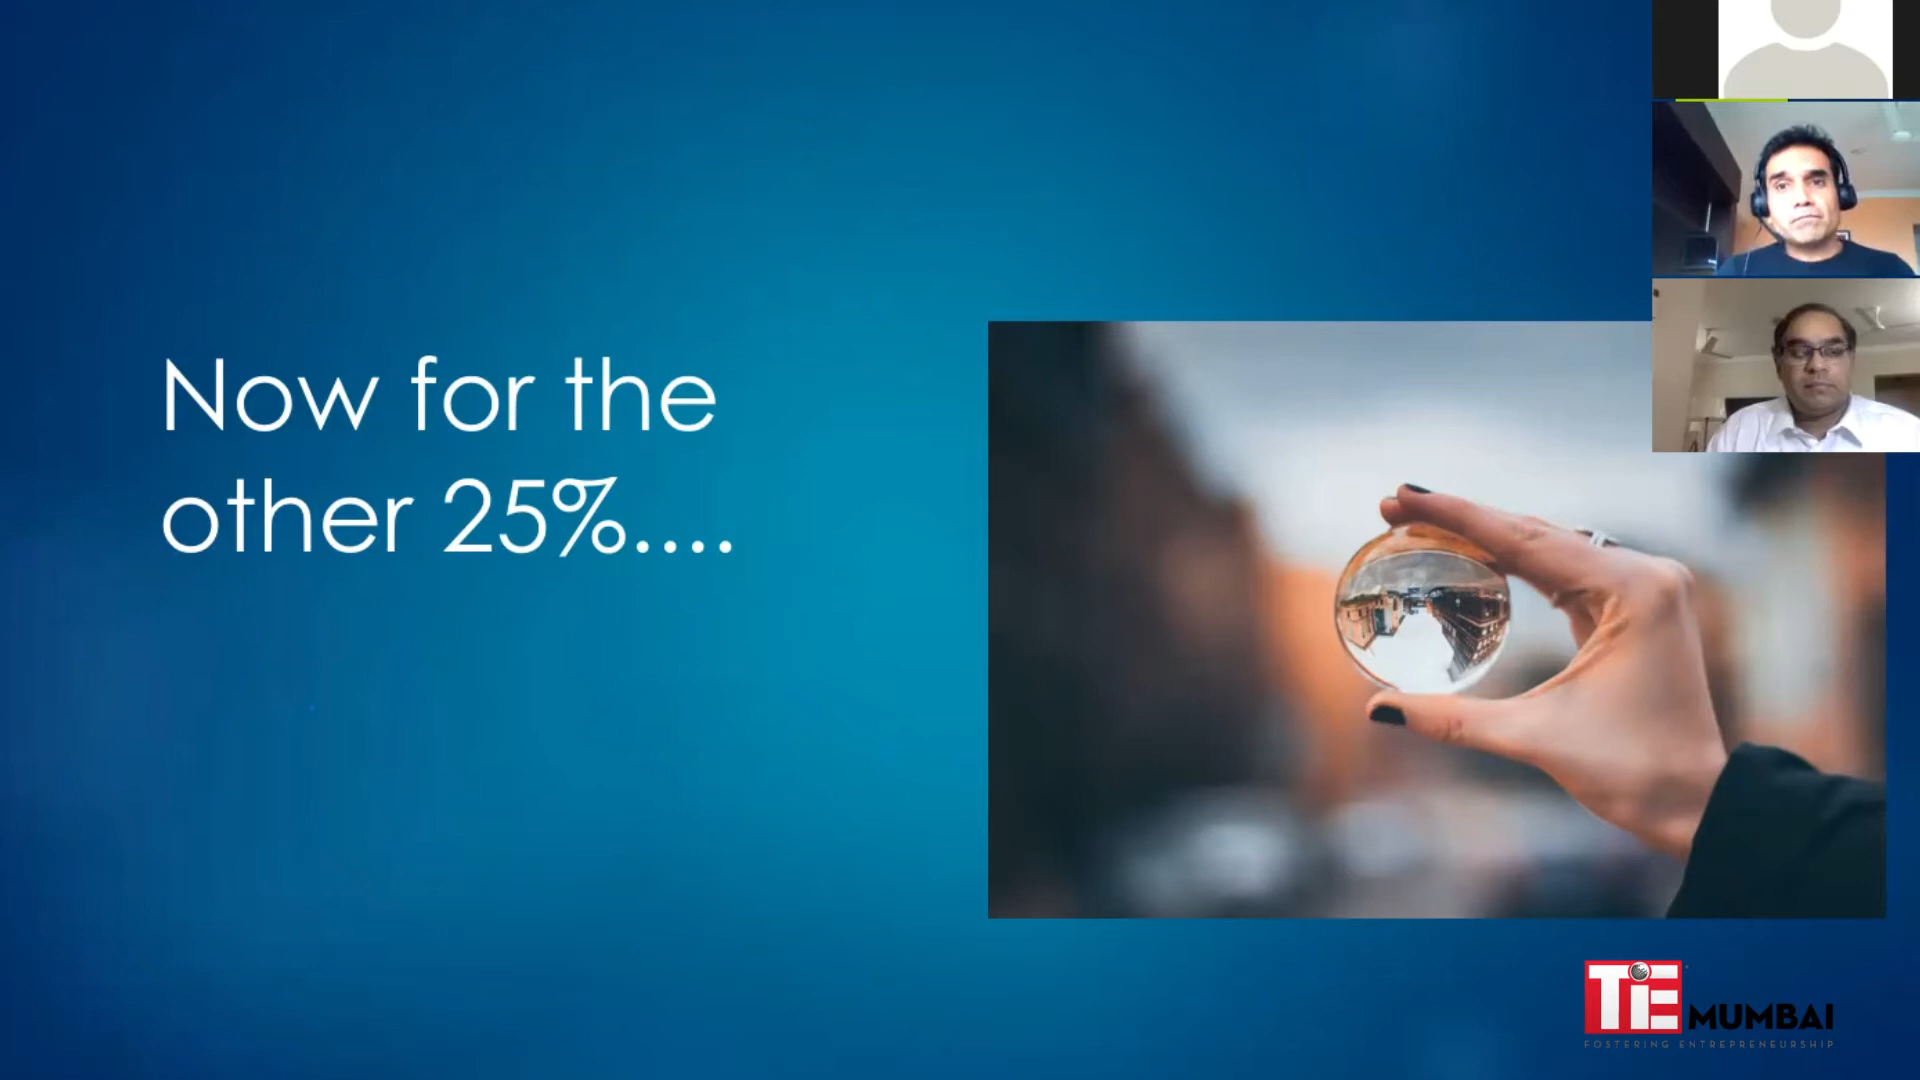 Now for the
other 25%....
TiE MUMBAI
FOSTERING ENTREPRENEURSHIP